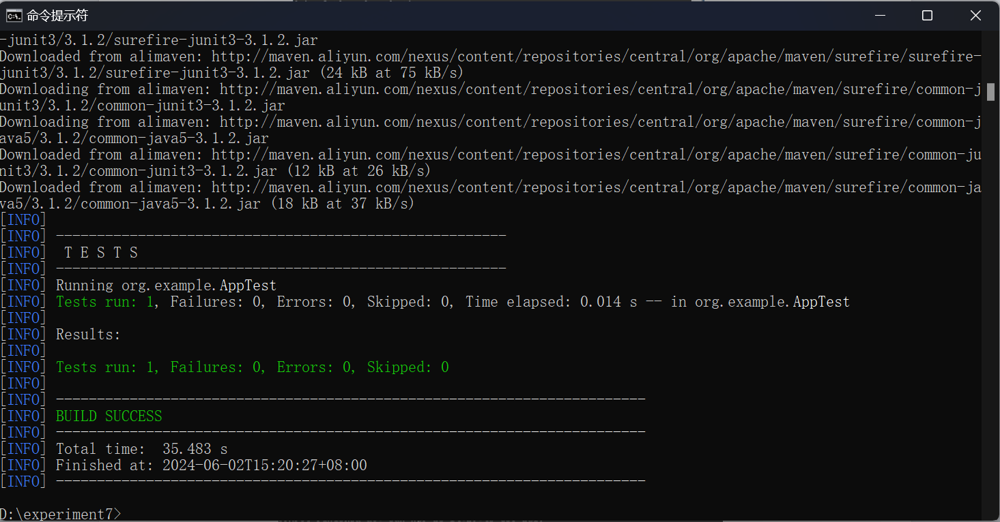 命令提示符
-junit3/3.1.2/surefire-junit3-3.1.2.jar
Downloaded from alimaven: http://maven.aliyun.com/nexus/content/repositories/central/org/apache/maven/surefire/surefire-
junit3/3.1.2/surefire-junit3-3.1.2.jar (24 kB at 75 kB/s)
Downloading from alimaven: http://maven.aliyun.com/nexus/content/repositories/central/org/apache/maven/surefire/common-j
unit3/3.1.2/common-junit3-3.1.2.jar
Downloading from alimaven: http://maven.aliyun.com/nexus/content/repositories/central/org/apache/maven/surefire/common-j
ava5/3.1.2/common-java5-3.1.2.jar
Downloaded from alimaven: http://maven.aliyun.com/nexus/content/repositories/central/org/apache/maven/surefire/common-ju
nit3/3.1.2/common-junit3-3.1.2.jar (12 kB at 26 kB/s)
Downloaded from alimaven: http://maven.aliyun.com/nexus/content/repositories/central/org/apache/maven/surefire/common-ja
va5/3.1.2/common-java5-3.1.2.jar (18 kB at 37 kB/s)
[INFO]
[INFO] -------------------------------------------------------
[INFO]  T E S T S
[INFO] -------------------------------------------------------
[INFO] Running org.example.AppTest
[INFO] Tests run: 1, Failures: 0, Errors: 0, Skipped: 0, Time elapsed: 0.014 s -- in org.example.AppTest
[INFO]
[INFO] Results:
[INFO]
[INFO] Tests run: 1, Failures: 0, Errors: 0, Skipped: 0
[INFO]
[INFO] ------------------------------------------------------------------------
[INFO] BUILD SUCCESS
[INFO] ------------------------------------------------------------------------
[INFO] Total time:  35.483 s
[INFO] Finished at: 2024-06-02T15:20:27+08:00
[INFO] ------------------------------------------------------------------------
D:\experiment7>